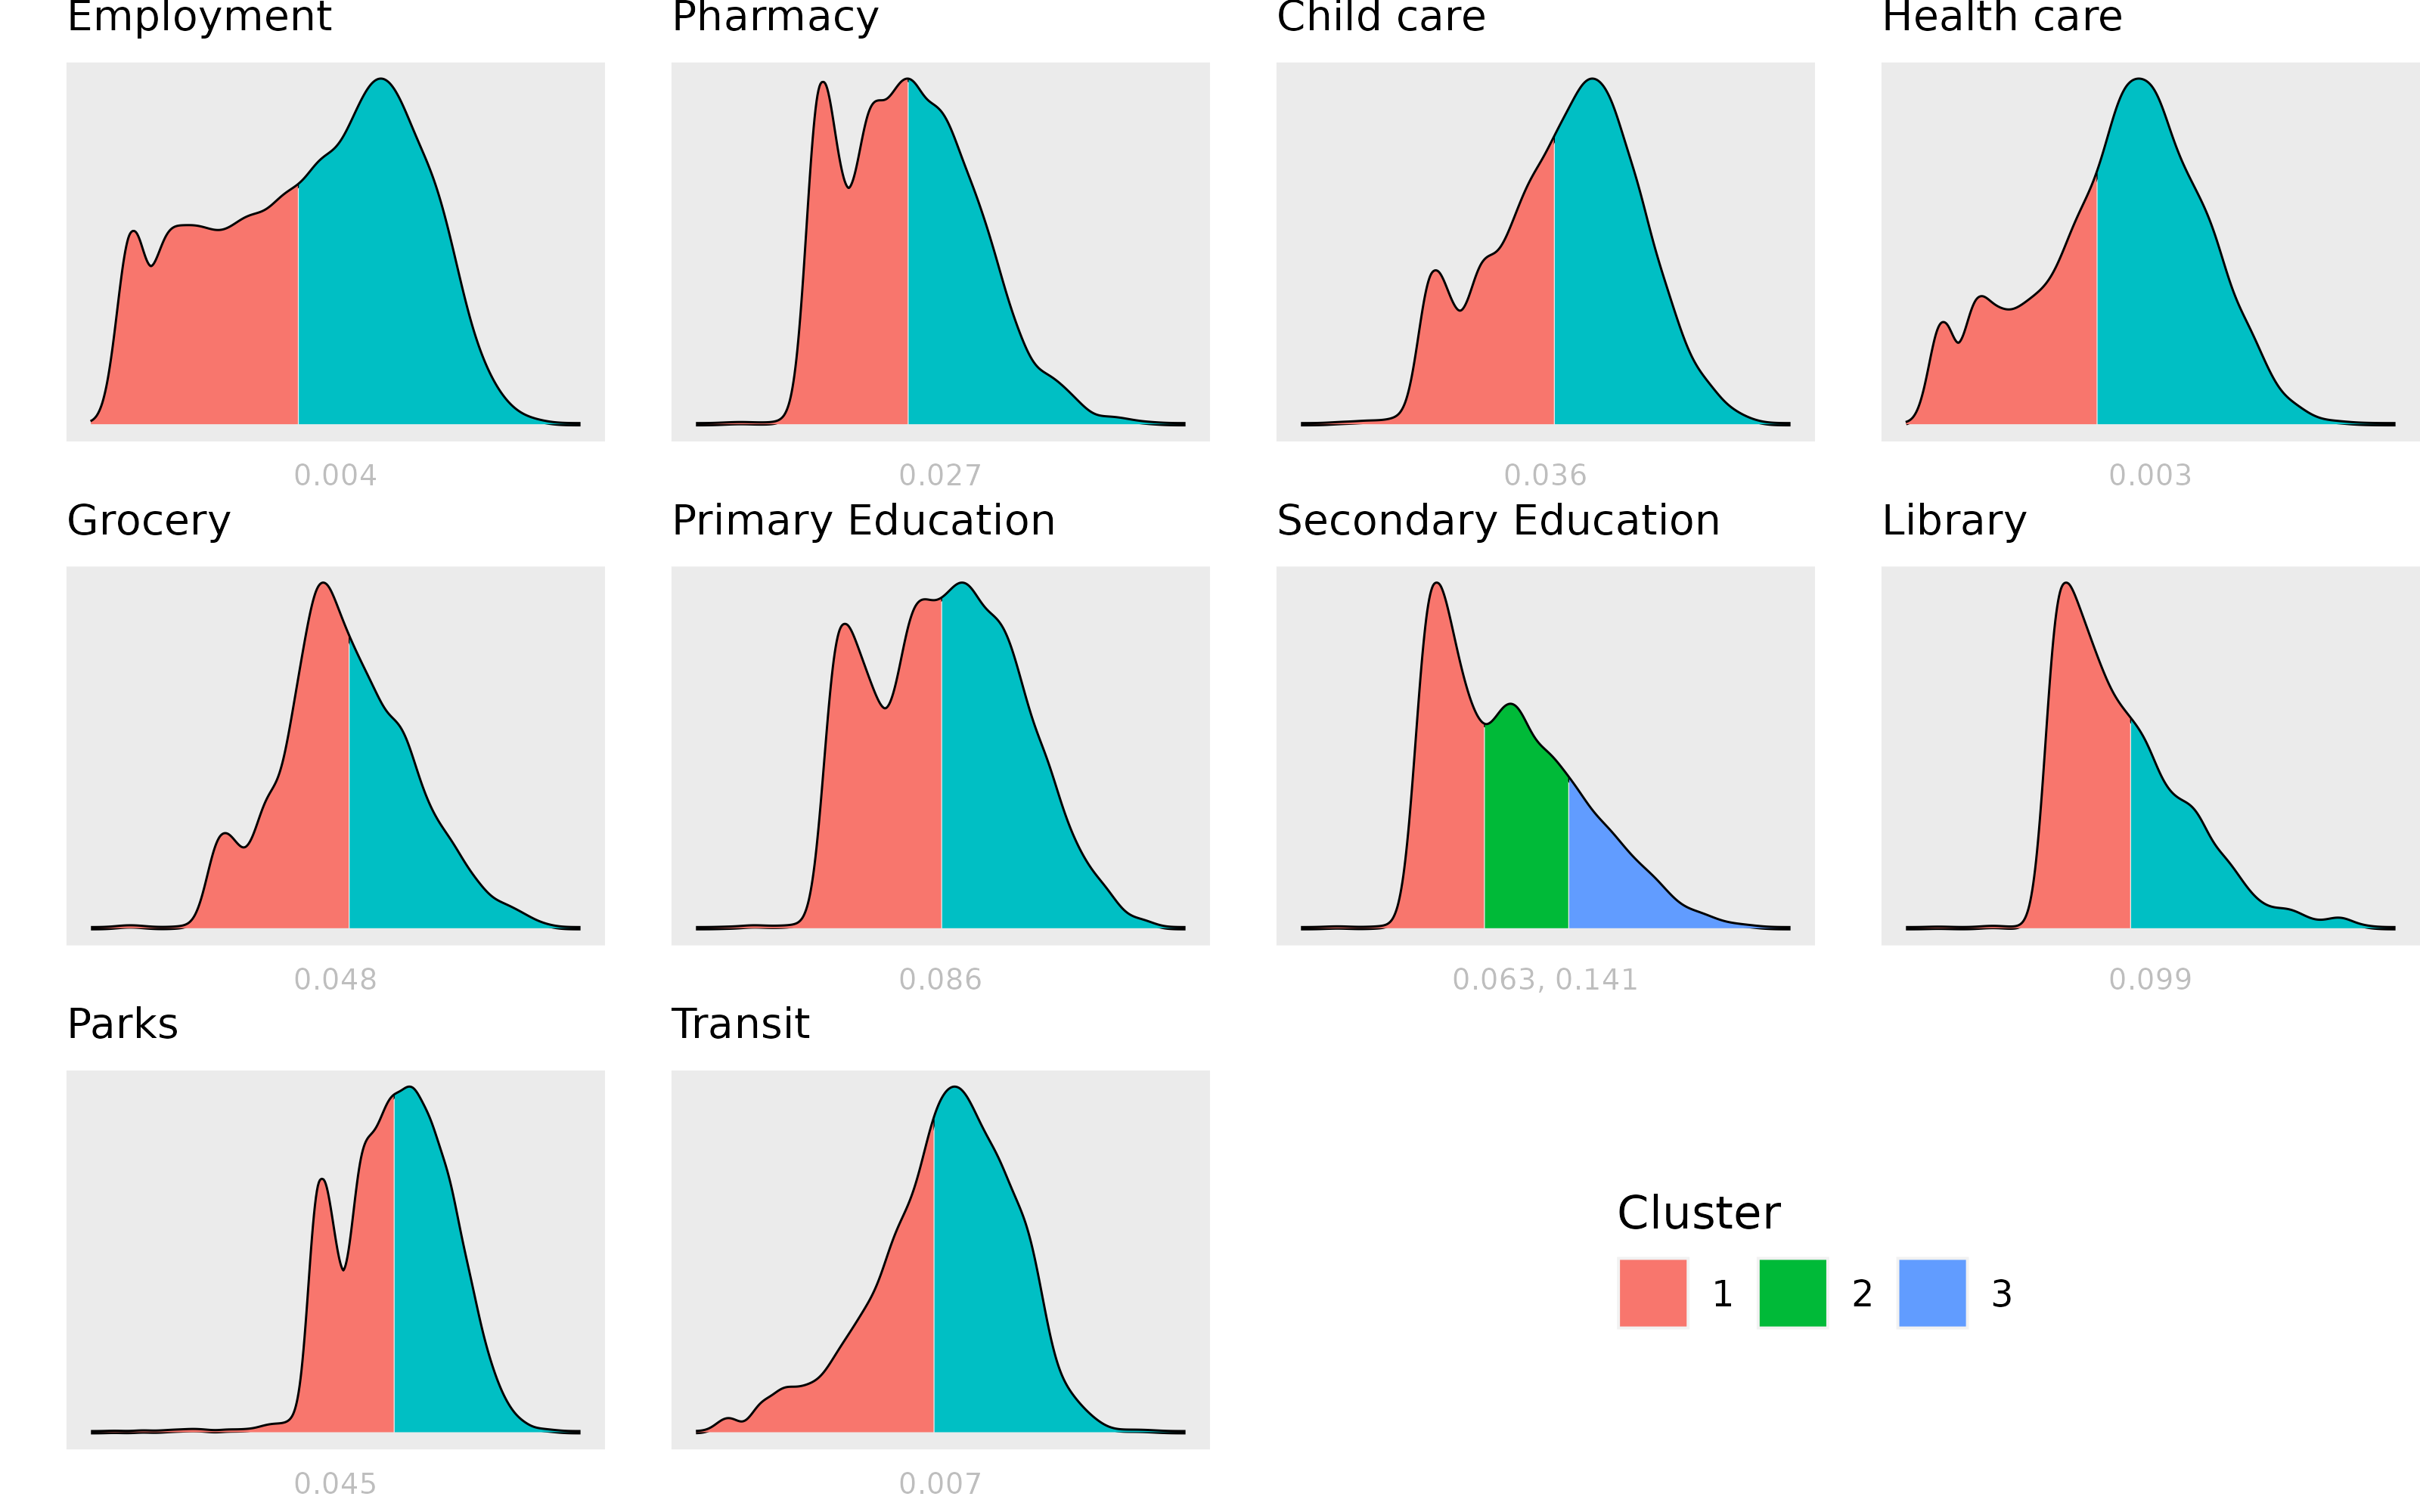 Employment
Pharmacy
Child care
Health care
0.004
0.027
0.036
0.003
Grocery
Primary Education
Secondary Education
Library
0.048
0.086
0.063, 0.141
0.099
Parks
Transit
Cluster
1
2
3
0.045
0.007